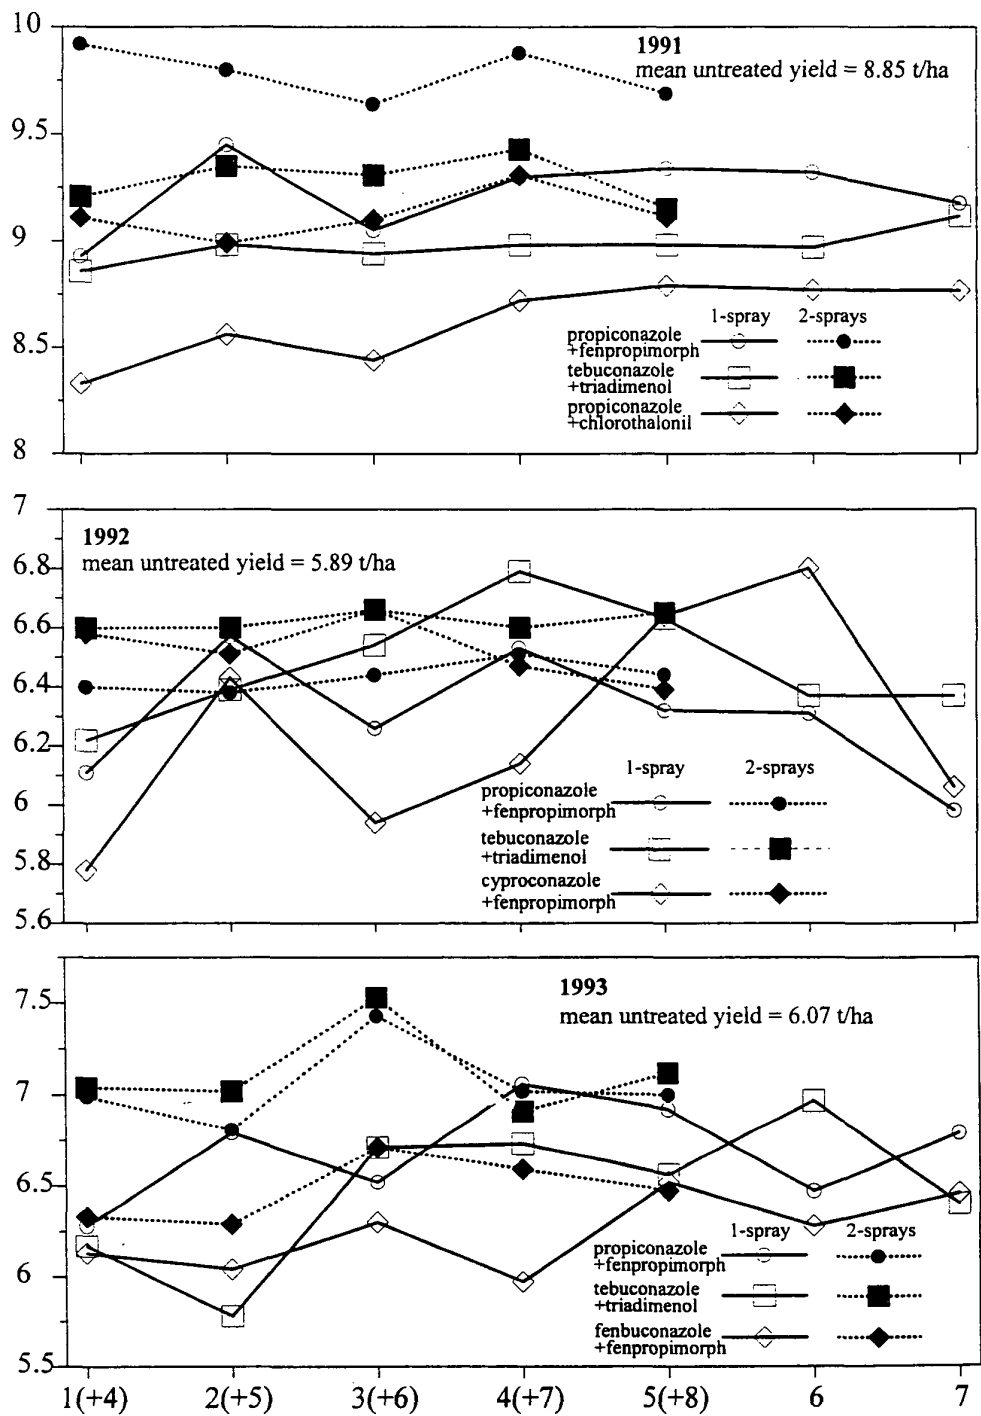 10
9.5
9
8.5
8
1991
mean untreated yield = 8.85 t/ha
1-spray 2-sprays
propiconazole
+fenpropimorph
tebuconazole
+triadimenol
propiconazole
+chlorothalonil
7
6.8
6.6
6.4
6.2
6
5.8
5.6
1992
mean untreated yield = 5.89 t/ha
1-spray 2-sprays
propiconazole
+fenpropimorph
tebuconazole
+triadimenol
cyproconazole
+fenpropimorph
7.5
7
6.5
6
5.5
1993
mean untreated yield = 6.07 t/ha
1-spray 2-sprays
propiconazole
+fenpropimorph
tebuconazole
+triadimenol
fenbuconazole
+fenpropimorph
1(+4) 2(+5) 3(+6) 4(+7) 5(+8) 6 7